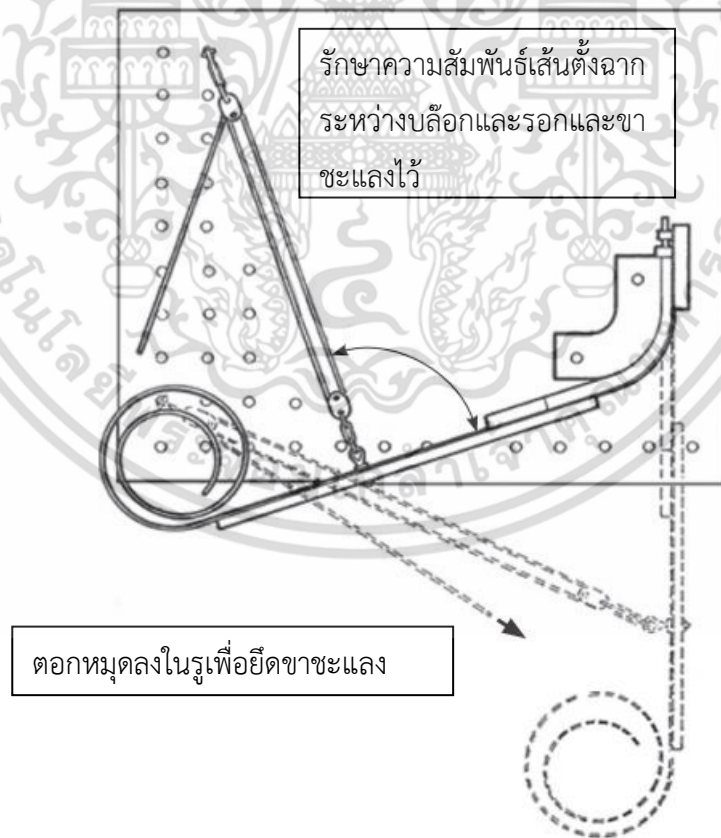 รักษาความสัมพันธ์เส้นตั้งฉาก
ระหว่างบล๊อกและรอกและขา
ชะแลงไว้
ตอกหมุดลงในรูเพื่อยึดขาชะแลง